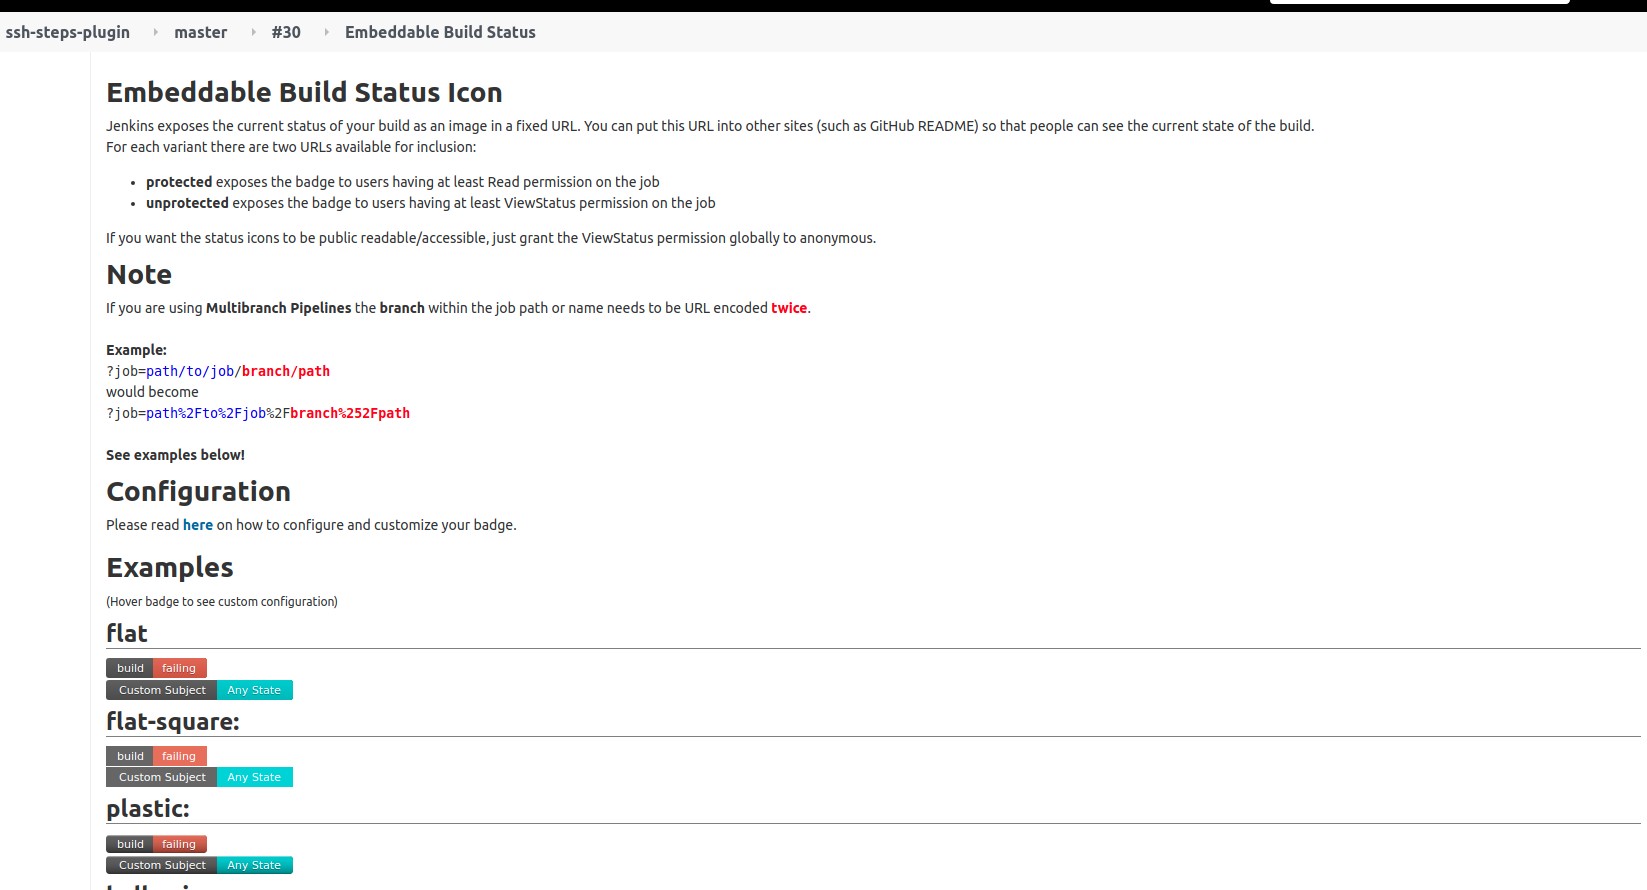 ssh-steps-plugin master #30 Embeddable Build Status
Embeddable Build Status Icon
Jenkins exposes the current status of your build as an image in a fixed URL. You can put this URL into other sites (such as GitHub README) so that people can see the current state of the build.
For each variant there are two URLs available for inclusion:
• protected exposes the badge to users having at least Read permission on the job
• unprotected exposes the badge to users having at least ViewStatus permission on the job
If you want the status icons to be public readable/accessible, just grant the ViewStatus permission globally to anonymous.
Note
If you are using Multibranch Pipelines the branch within the job path or name needs to be URL encoded twice.
Example:
?job=path/to/job/branch/path
would become
?job=path%2Fto%2Fjob%2Fbranch%252Fpath
See examples below!
Configuration
Please read here on how to configure and customize your badge.
Examples
(Hover badge to see custom configuration)
flat
build failing
Custom Subject Any State
flat-square:
build failing
Custom Subject Any State
plastic:
build failing
Custom Subject Any State